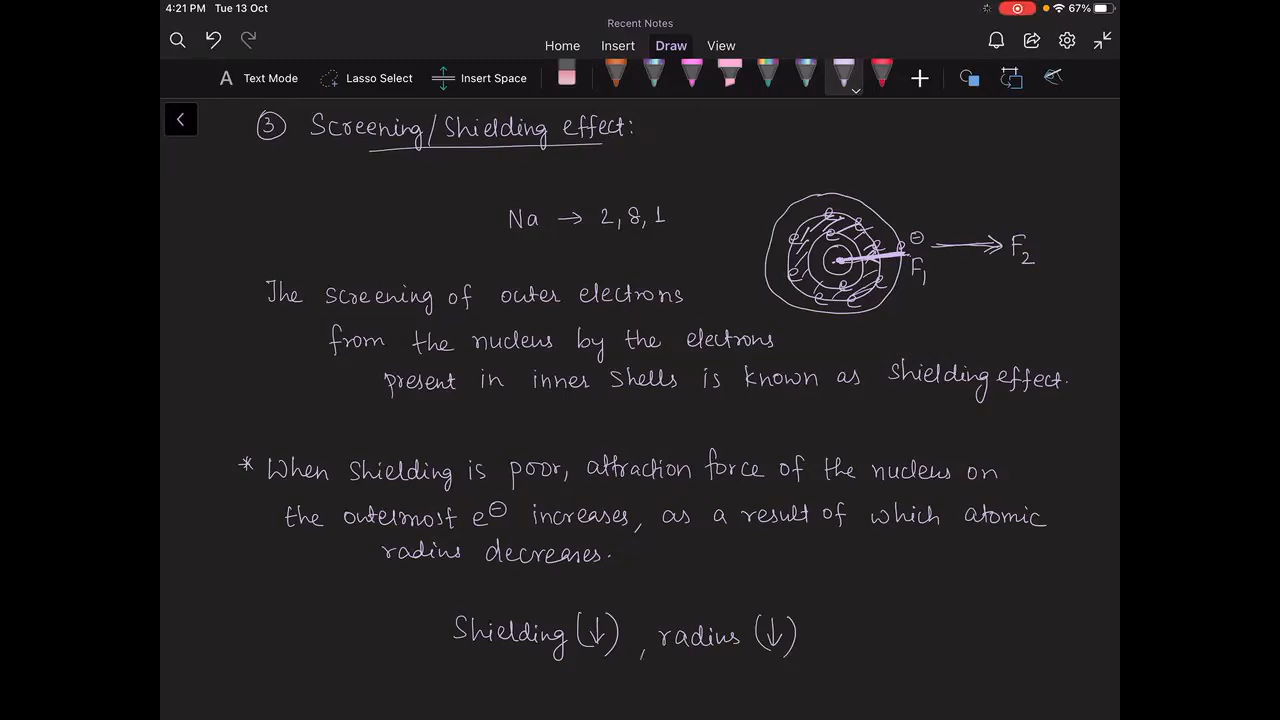 4:21 PM Tue 13 Oct
67%
Recent Notes
Home Insert Draw View
A Text Mode Lasso Select Insert Space
③ Screening/Shielding effect:
Na → 2, 8, 1
e e e e e e e e e e e ⊖ F1 → F2
The screening of outer electrons
from the nucleus by the electrons
present in inner shells is known as shielding effect.
* When shielding is poor, attraction force of the nucleus on
the outermost e⊖ increases, as a result of which atomic
radius decreases.
Shielding (↓), radius (↓)